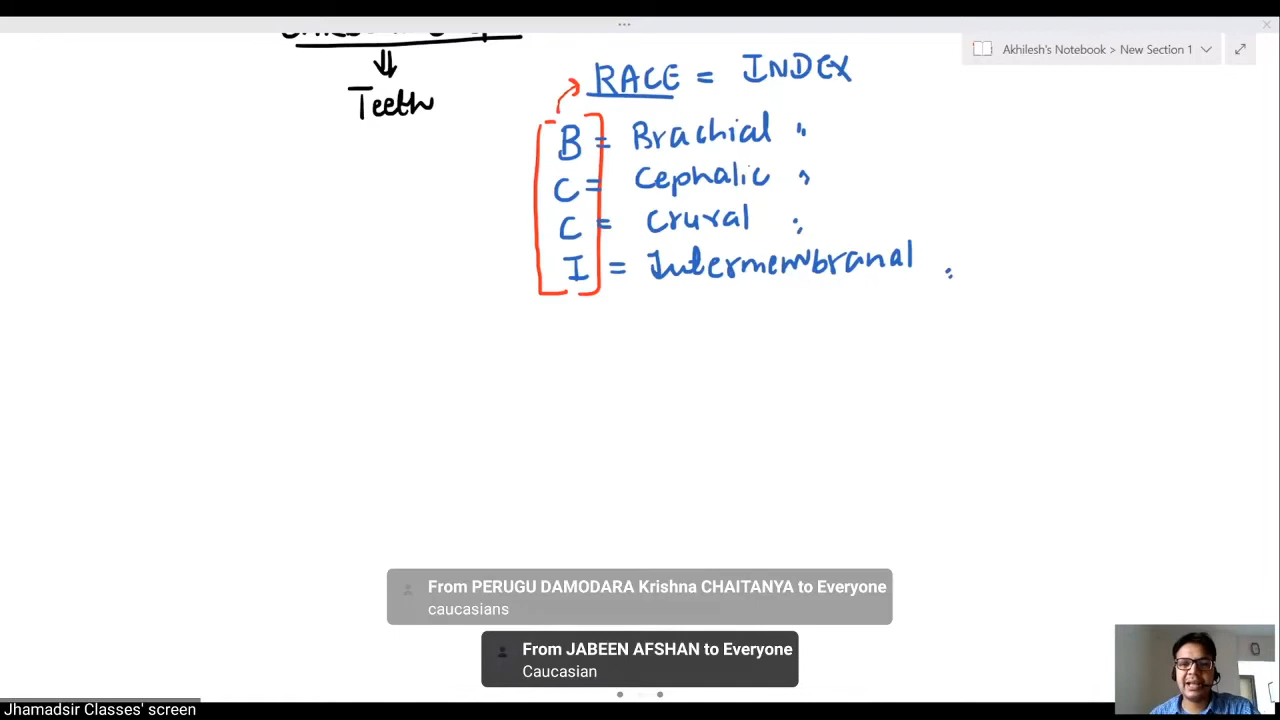 Akhilesh's Notebook > New Section 1
Teeth
RACE = INDEX
B = Brachial "
C = Cephalic "
C = Crural "
I = Intermembranal "
From PERUGU DAMODARA Krishna CHAITANYA to Everyone
caucasians
From JABEEN AFSHAN to Everyone
Caucasian
Jhamadsir Classes' screen